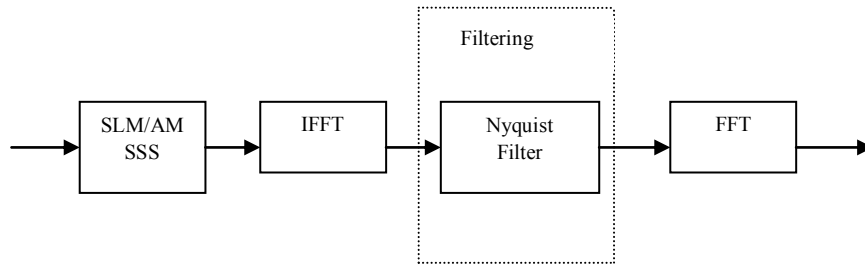 Filtering
SLM/AM
SSS
IFFT
Nyquist
Filter
FFT